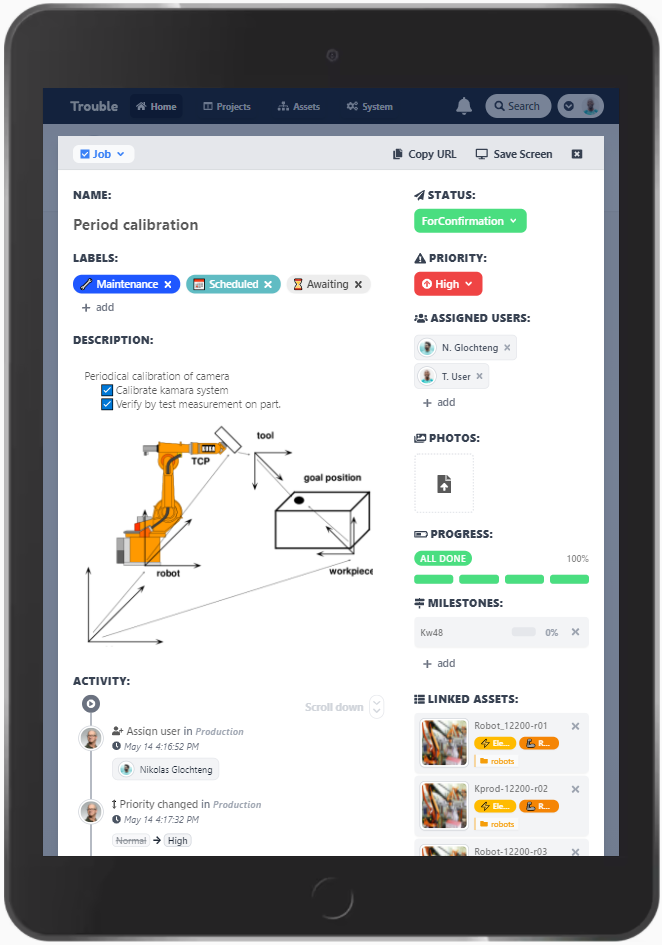 Trouble Home Projects Assets System Search
Job Copy URL Save Screen
NAME:
Period calibration
LABELS:
Maintenance × Scheduled × Awaiting ×
+ add
DESCRIPTION:
Periodical calibration of camera
Calibrate kamara system
Verify by test measurement on part.
tool
TCP
goal position
robot
workpiece
ACTIVITY:
Scroll down
Assign user in Production
May 14 4:16:52 PM
Nikolas Glochteng
Priority changed in Production
May 14 4:17:32 PM
Normal → High
STATUS:
ForConfirmation
PRIORITY:
High
ASSIGNED USERS:
N. Glochteng ×
T. User ×
+ add
PHOTOS:
PROGRESS:
ALL DONE 100%
MILESTONES:
Kw48 0% ×
+ add
LINKED ASSETS:
Robot_12200-r01 ×
Ele... R...
robots
Kprod-12200-r02 ×
Ele... R...
robots
Robot-12200-r03 ×